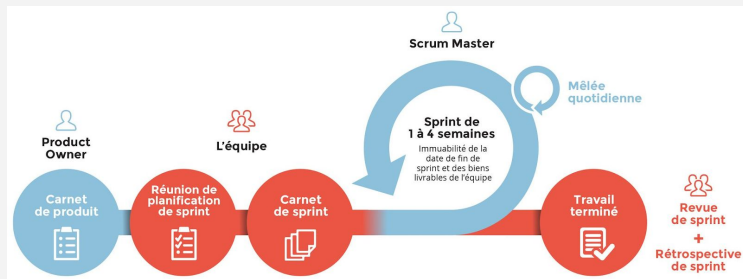 Scrum Master
Mêlée
quotidienne
Product
Owner
L'équipe
Sprint de
1 à 4 semaines
Immuabilité de la
date de fin de
sprint et des biens
livrables de l'équipe
Carnet
de produit
Réunion de
planification
de sprint
Carnet
de sprint
Travail
terminé
Revue
de sprint
+
Rétrospective
de sprint